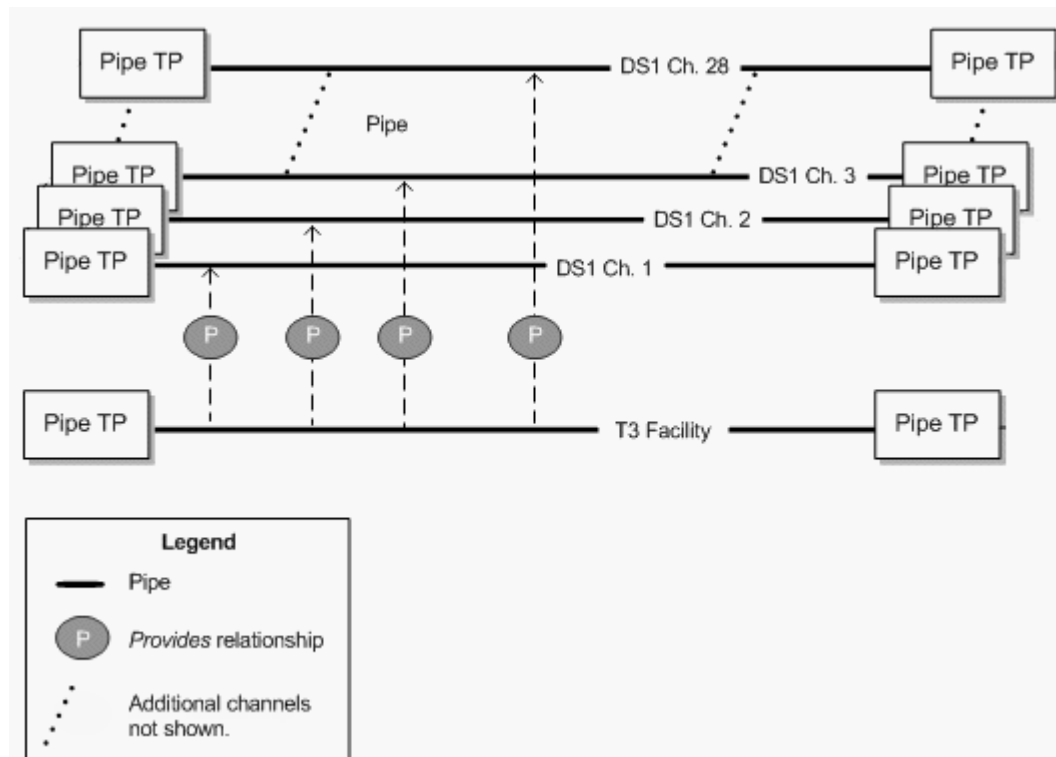 Pipe TP
DS1 Ch. 28
Pipe TP
Pipe
Pipe TP
DS1 Ch. 3
Pipe TP
Pipe TP
DS1 Ch. 2
Pipe TP
Pipe TP
DS1 Ch. 1
Pipe TP
P
P
P
P
Pipe TP
T3 Facility
Pipe TP
Legend
Pipe
P
Provides relationship
Additional channels
not shown.